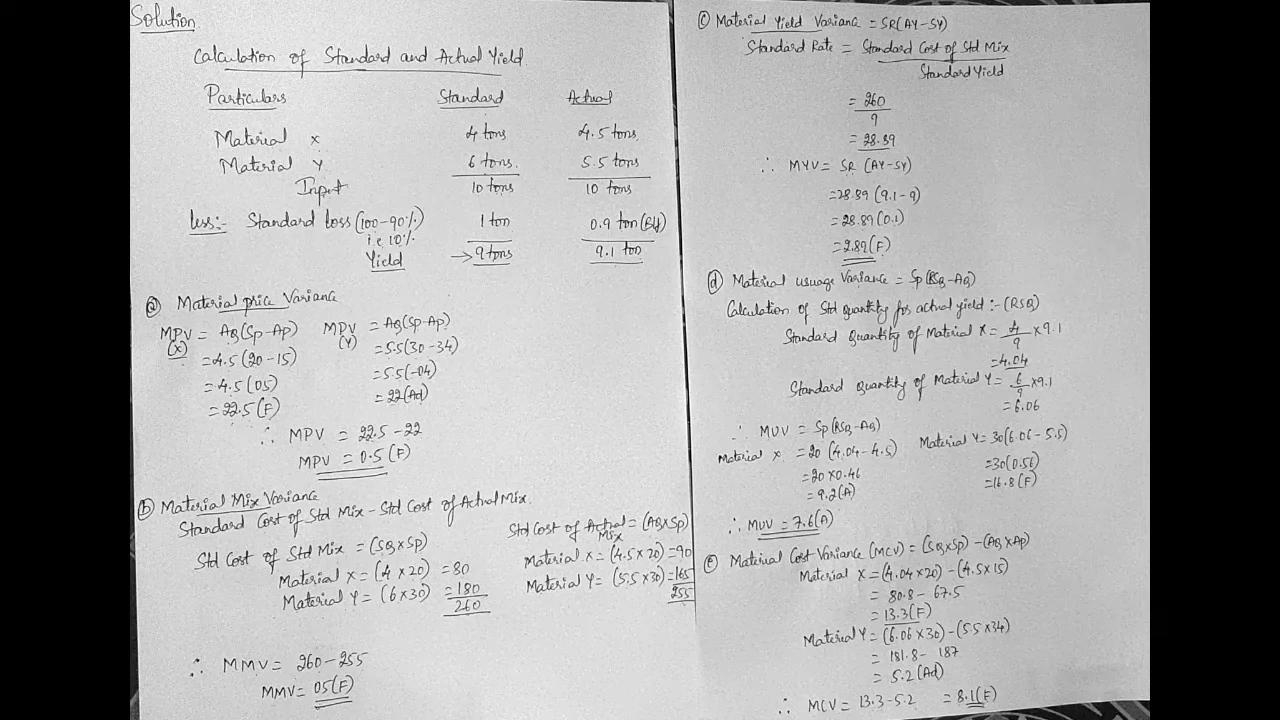 Solution
Calculation of Standard and Actual Yield
Particulars Standard Actual
Material X 4 tons 4.5 tons
Material Y 6 tons. 5.5 tons
Input 10 tons 10 tons
less:- Standard loss (100-90%) 1 ton 0.9 ton (B/f)
i.e 10%
Yield → 9 tons 9.1 ton
(a) Material price Variance
MPV = AQ(SP-AP)
(X)
= 4.5 (20-15)
= 4.5 (05)
= 22.5 (F)
MPV = AQ(SP-AP)
(Y)
= 5.5(30-34)
= 5.5(-04)
= 22(Ad)
∴ MPV = 22.5-22
MPV = 0.5 (F)
(b) Material Mix Variance
Standard Cost of Std Mix - Std Cost of Actual Mix.
Std Cost of Std Mix = (SQ×SP)
Material X = (4×20) = 80
Material Y = (6×30) = 180
260
Std Cost of Actual Mix = (AQ×SP)
Material X = (4.5×20) = 90
Material Y = (5.5×30) = 165
255
∴ MMV = 260-255
MMV = 05(F)
(c) Material Yield Variance = SR(AY-SY)
Standard Rate = Standard Cost of Std Mix
Standard Yield
= 260
9
= 28.89
∴ MYV = SR (AY-SY)
= 28.89 (9.1-9)
= 28.89 (0.1)
= 2.89 (F)
(d) Material usuage Variance = SP(RSQ-AQ)
Calculation of Std quantity for actual yield :- (RSQ)
Standard Quantity of Material X = 4/9 × 9.1
= 4.04
Standard Quantity of Material Y = 6/9 × 9.1
= 6.06
∴ MUV = SP(RSQ-AQ)
Material X = 20 (4.04-4.5)
= 20×0.46
= 9.2(A)
Material Y = 30(6.06-5.5)
= 30(0.56)
= 16.8(F)
∴ MUV = 7.6(A)
(e) Material Cost Variance (MCV) = (SQ×SP) - (AQ×AP)
Material X = (4.04×20) - (4.5×15)
= 80.8 - 67.5
= 13.3(F)
Material Y = (6.06×30) - (5.5×34)
= 181.8 - 187
= 5.2(Ad)
∴ MCV = 13.3-5.2 = 8.1(F)